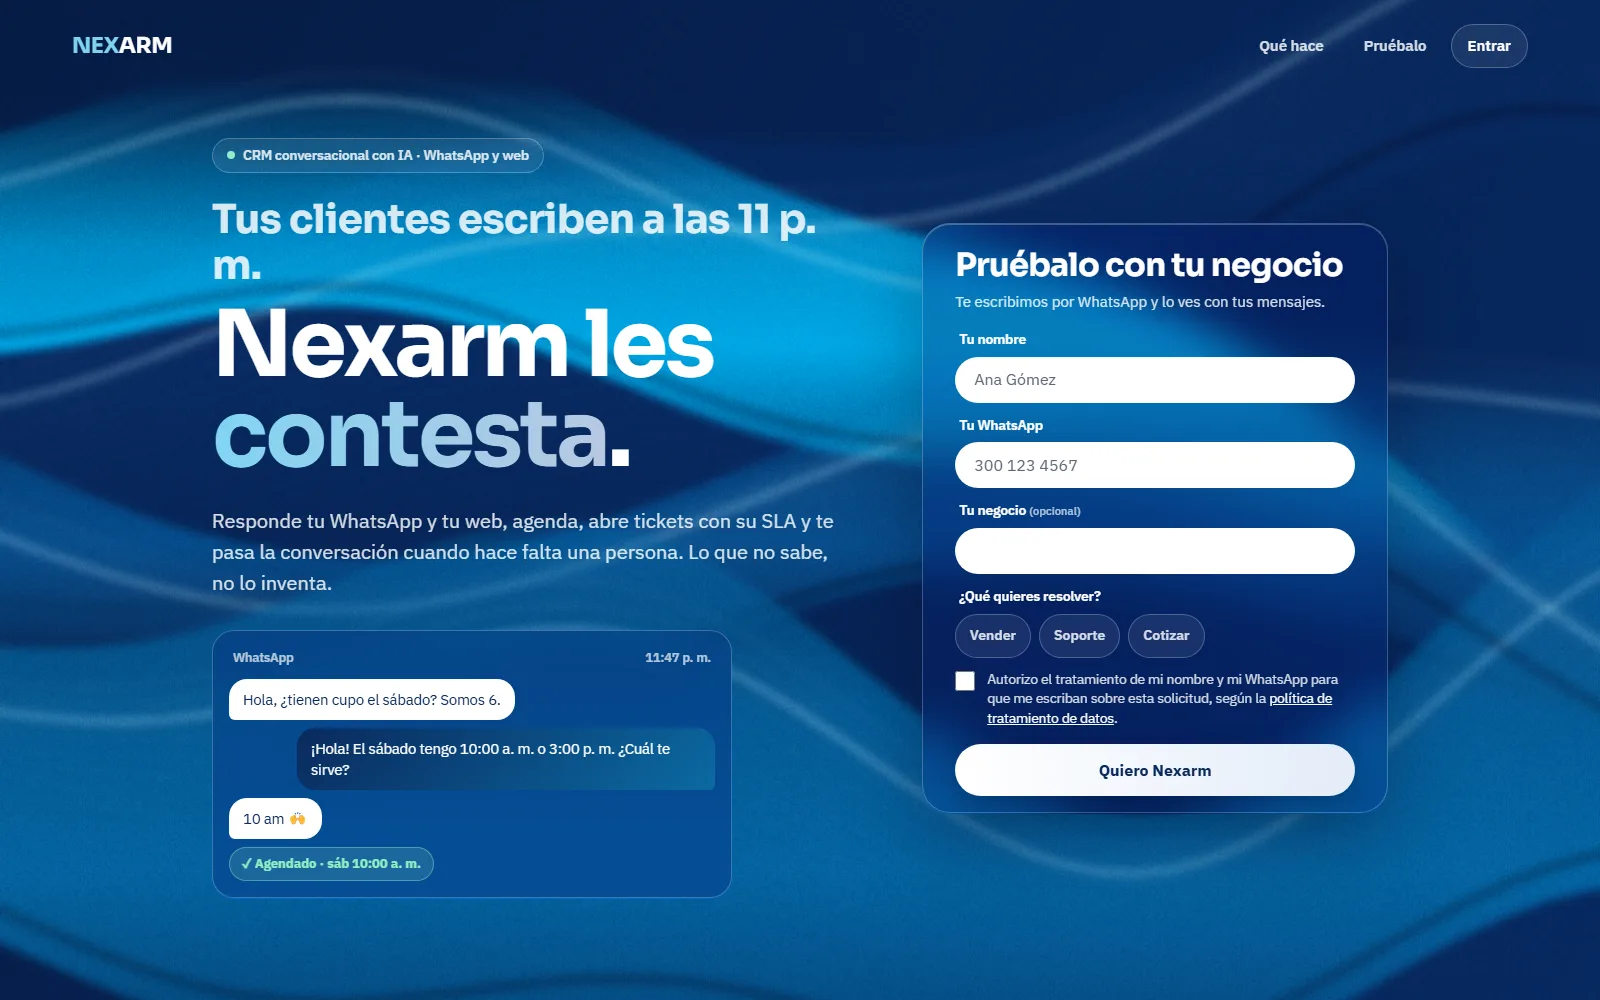 NEXARM
Qué hace
Pruébalo
Entrar
CRM conversacional con IA · WhatsApp y web
Tus clientes escriben a las 11 p.
m.
Nexarm les
contesta.
Responde tu WhatsApp y tu web, agenda, abre tickets con su SLA y te
pasa la conversación cuando hace falta una persona. Lo que no sabe,
no lo inventa.
WhatsApp
11:47 p. m.
Hola, ¿tienen cupo el sábado? Somos 6.
¡Hola! El sábado tengo 10:00 a. m. o 3:00 p. m. ¿Cuál te
sirve?
10 am 🙌
✓ Agendado · sáb 10:00 a. m.
Pruébalo con tu negocio
Te escribimos por WhatsApp y lo ves con tus mensajes.
Tu nombre
Ana Gómez
Tu WhatsApp
300 123 4567
Tu negocio (opcional)
¿Qué quieres resolver?
Vender
Soporte
Cotizar
Autorizo el tratamiento de mi nombre y mi WhatsApp para
que me escriban sobre esta solicitud, según la política de
tratamiento de datos.
Quiero Nexarm